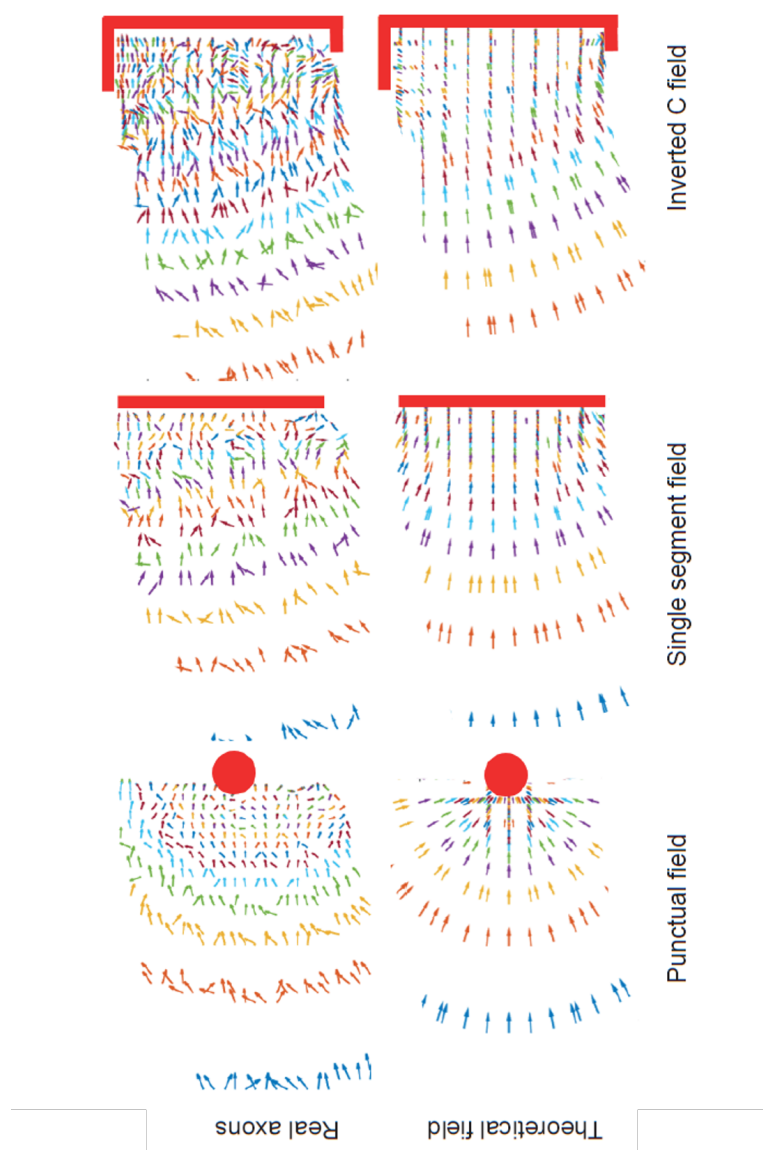 Inverted C field
Single segment field
Punctual field
Real axons
Theoretical field